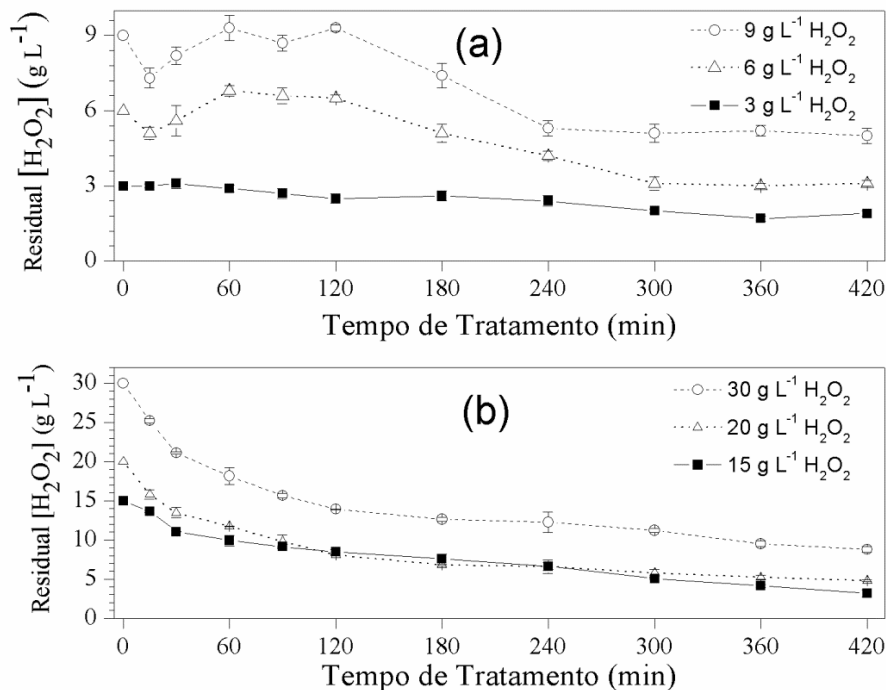 (a)
9 g L⁻¹ H₂O₂
6 g L⁻¹ H₂O₂
3 g L⁻¹ H₂O₂
Residual [H₂O₂] (g L⁻¹)
9
6
3
0
0 60 120 180 240 300 360 420
Tempo de Tratamento (min)
(b)
30 g L⁻¹ H₂O₂
20 g L⁻¹ H₂O₂
15 g L⁻¹ H₂O₂
Residual [H₂O₂] (g L⁻¹)
30
25
20
15
10
5
0
0 60 120 180 240 300 360 420
Tempo de Tratamento (min)